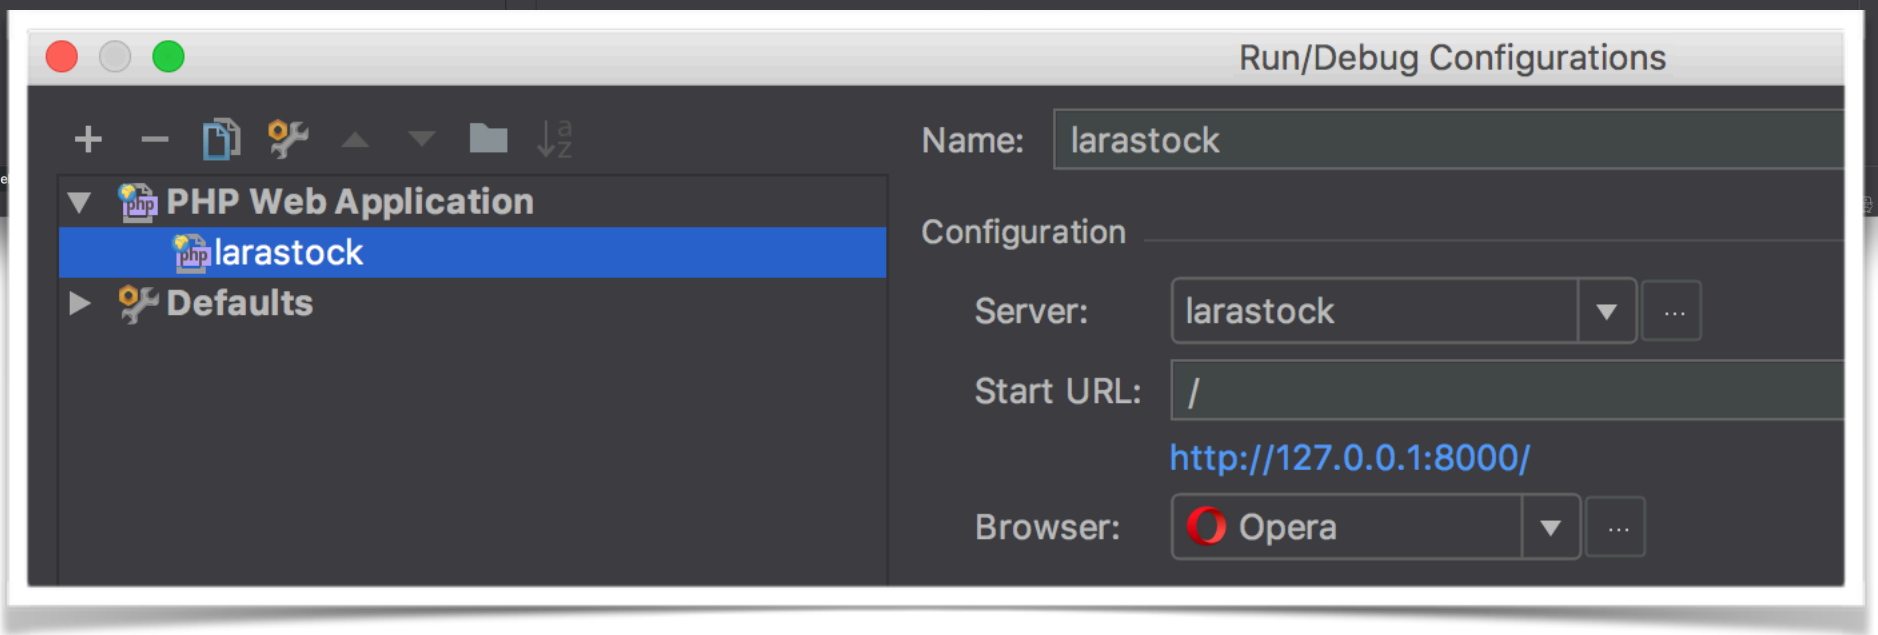 Run/Debug Configurations
Name: larastock
PHP Web Application
larastock
Defaults
Configuration
Server: larastock ...
Start URL: /
http://127.0.0.1:8000/
Browser: Opera ...